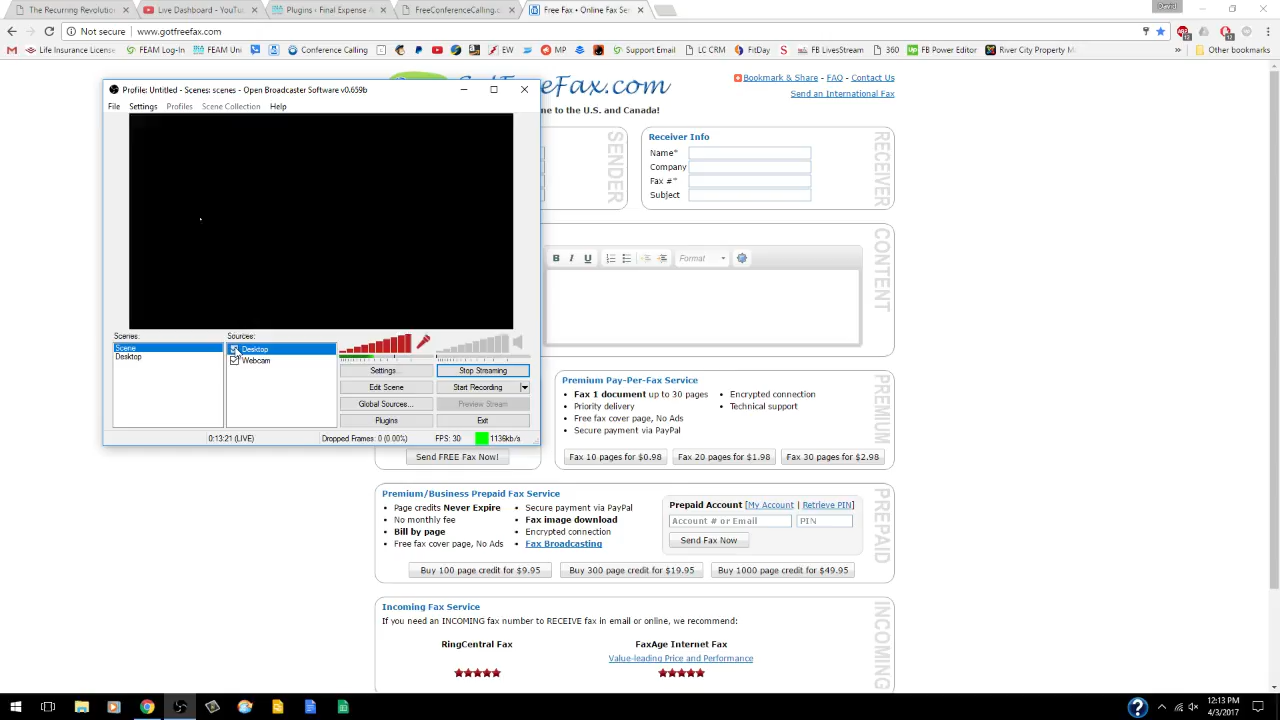 The Recurring Revolution
Live Dashboard - YouTub
Plugins ‹ Final Expense A
FreeConferenceCalling.c
Free Fax • Online Fax Se
Not secure | www.gotfreefax.com
Life Insurance License
FEAM Log-In
FEAM Uni
Conference Calling
EW
MP
Support Email
LC CRM
FitDay
SA
FB LiveStream
360
FB Power Editor
River City Property M
Other bookmarks
Profile: Untitled - Scenes: scenes - Open Broadcaster Software v0.659b
File Settings Profiles Scene Collection Help
FreeFax.com
ne to the U.S. and Canada!
Bookmark & Share - FAQ - Contact Us
Send an International Fax
SENDER
Receiver Info
Name*
Company
Fax #*
Subject
RECEIVER
B I U
Format
CONTENT
Scenes:
Scene
Desktop
Sources:
Desktop
Webcam
Settings...
Stop Streaming
Edit Scene
Start Recording
Global Sources...
Preview Stream
Plugins
Exit
0:13:21 (LIVE)
Dropped Frames: 0 (0.00%)
FPS: 30
1136kb/s
Send FREE Fax Now!
Premium Pay-Per-Fax Service
• Fax 1 document up to 30 pages
• Priority delivery
• Free fax cover page, No Ads
• Secure payment via PayPal
• Encrypted connection
• Technical support
Fax 10 pages for $0.98
Fax 20 pages for $1.98
Fax 30 pages for $2.98
PREMIUM
Premium/Business Prepaid Fax Service
• Page credits Never Expire
• No monthly fee
• Bill by page
• Free fax cover page, No Ads
• Secure payment via PayPal
• Fax image download
• Encrypted connection
• Fax Broadcasting
Prepaid Account [My Account | Retrieve PIN]
Account # or Email
PIN
Send Fax Now
Buy 100 page credit for $9.95
Buy 300 page credit for $19.95
Buy 1000 page credit for $49.95
PREPAID
Incoming Fax Service
If you need an INCOMING fax number to RECEIVE fax in email or online, we recommend:
RingCentral Fax
FaxAge Internet Fax
Value-leading Price and Performance
INCOMING
12:13 PM
4/3/2017